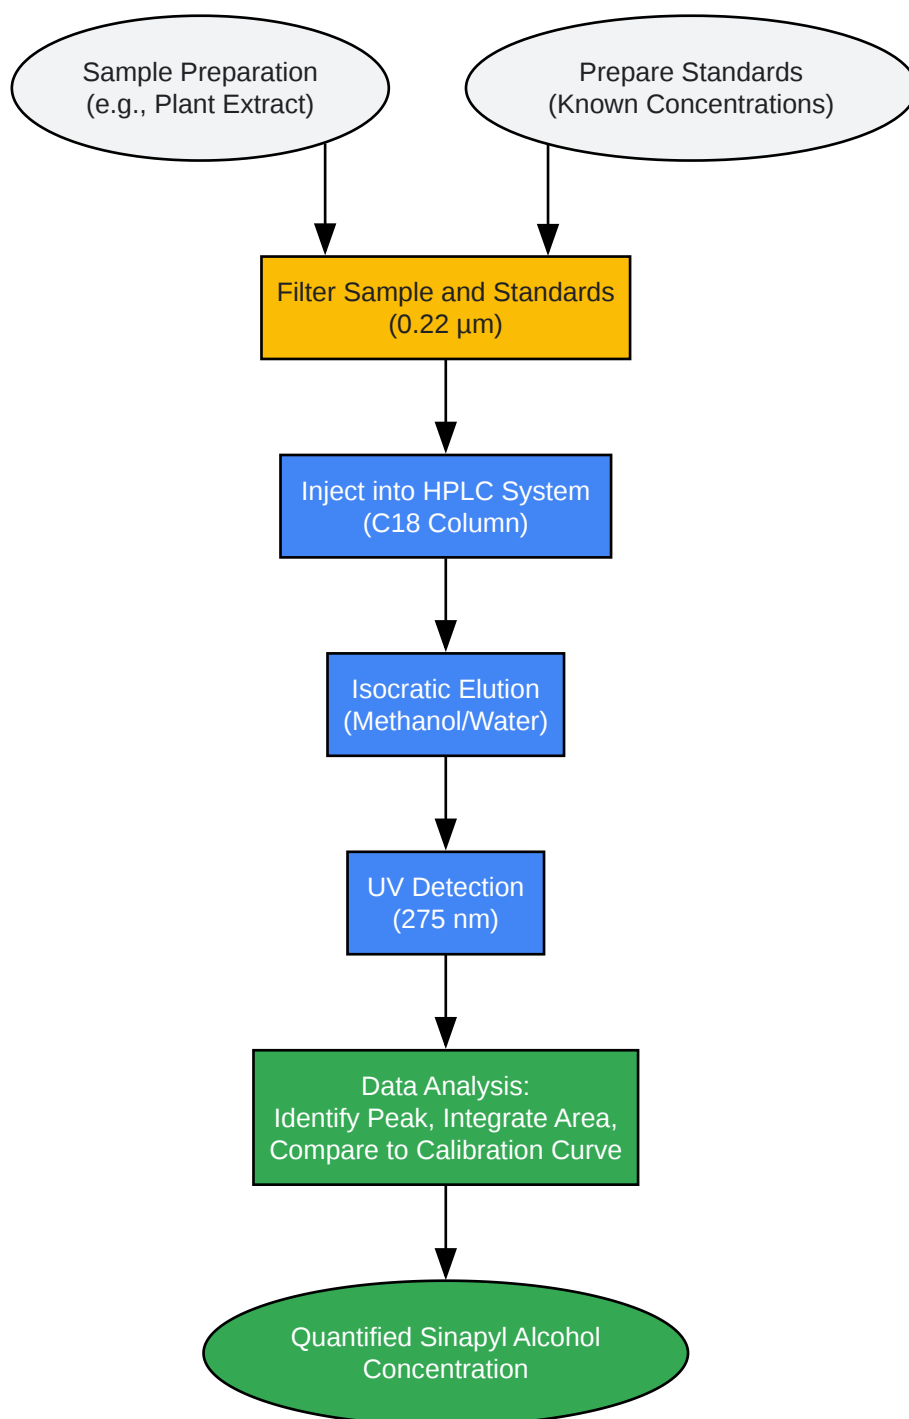 Sample Preparation
(e.g., Plant Extract)
Prepare Standards
(Known Concentrations)
Filter Sample and Standards
(0.22 µm)
Inject into HPLC System
(C18 Column)
Isocratic Elution
(Methanol/Water)
UV Detection
(275 nm)
Data Analysis:
Identify Peak, Integrate Area,
Compare to Calibration Curve
Quantified Sinapyl Alcohol
Concentration